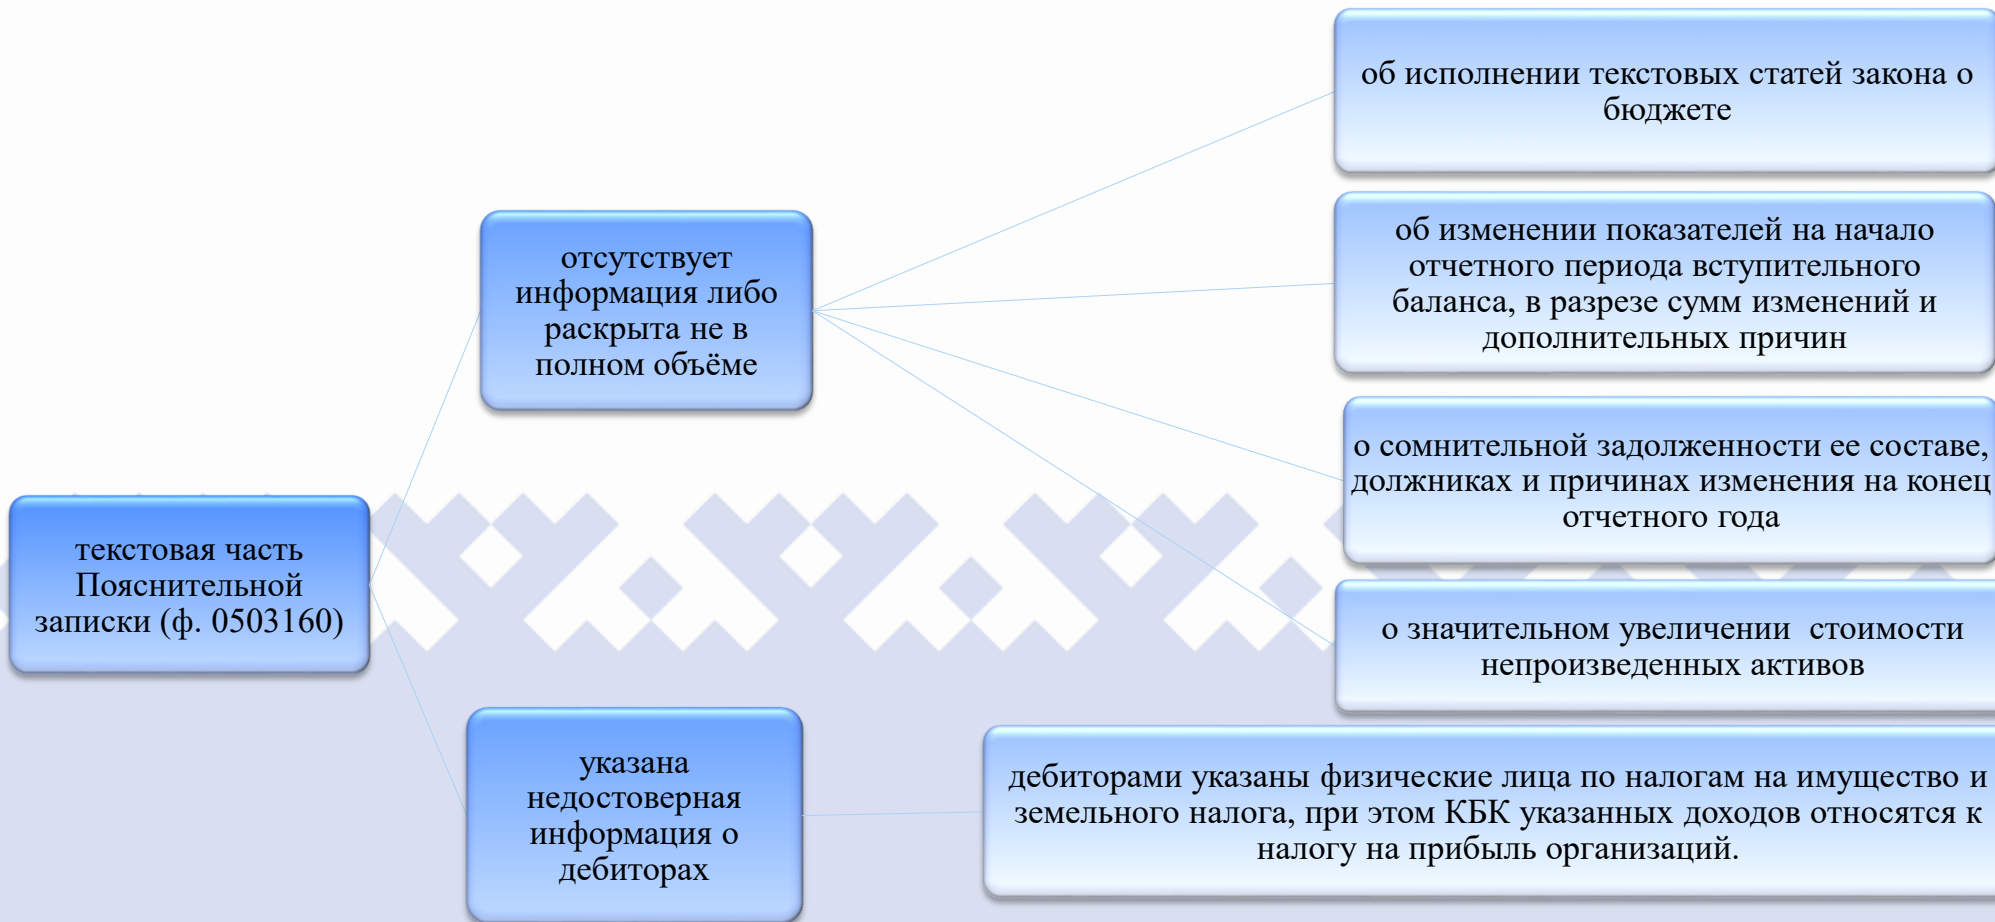 текстовая часть
Пояснительной
записки (ф. 0503160)
отсутствует
информация либо
раскрыта не в
полном объёме
об исполнении текстовых статей закона о
бюджете
об изменении показателей на начало
отчетного периода вступительного
баланса, в разрезе сумм изменений и
дополнительных причин
о сомнительной задолженности ее составе,
должниках и причинах изменения на конец
отчетного года
о значительном увеличении  стоимости
непроизведенных активов
указана
недостоверная
информация о
дебиторах
дебиторами указаны физические лица по налогам на имущество и
земельного налога, при этом КБК указанных доходов относятся к
налогу на прибыль организаций.